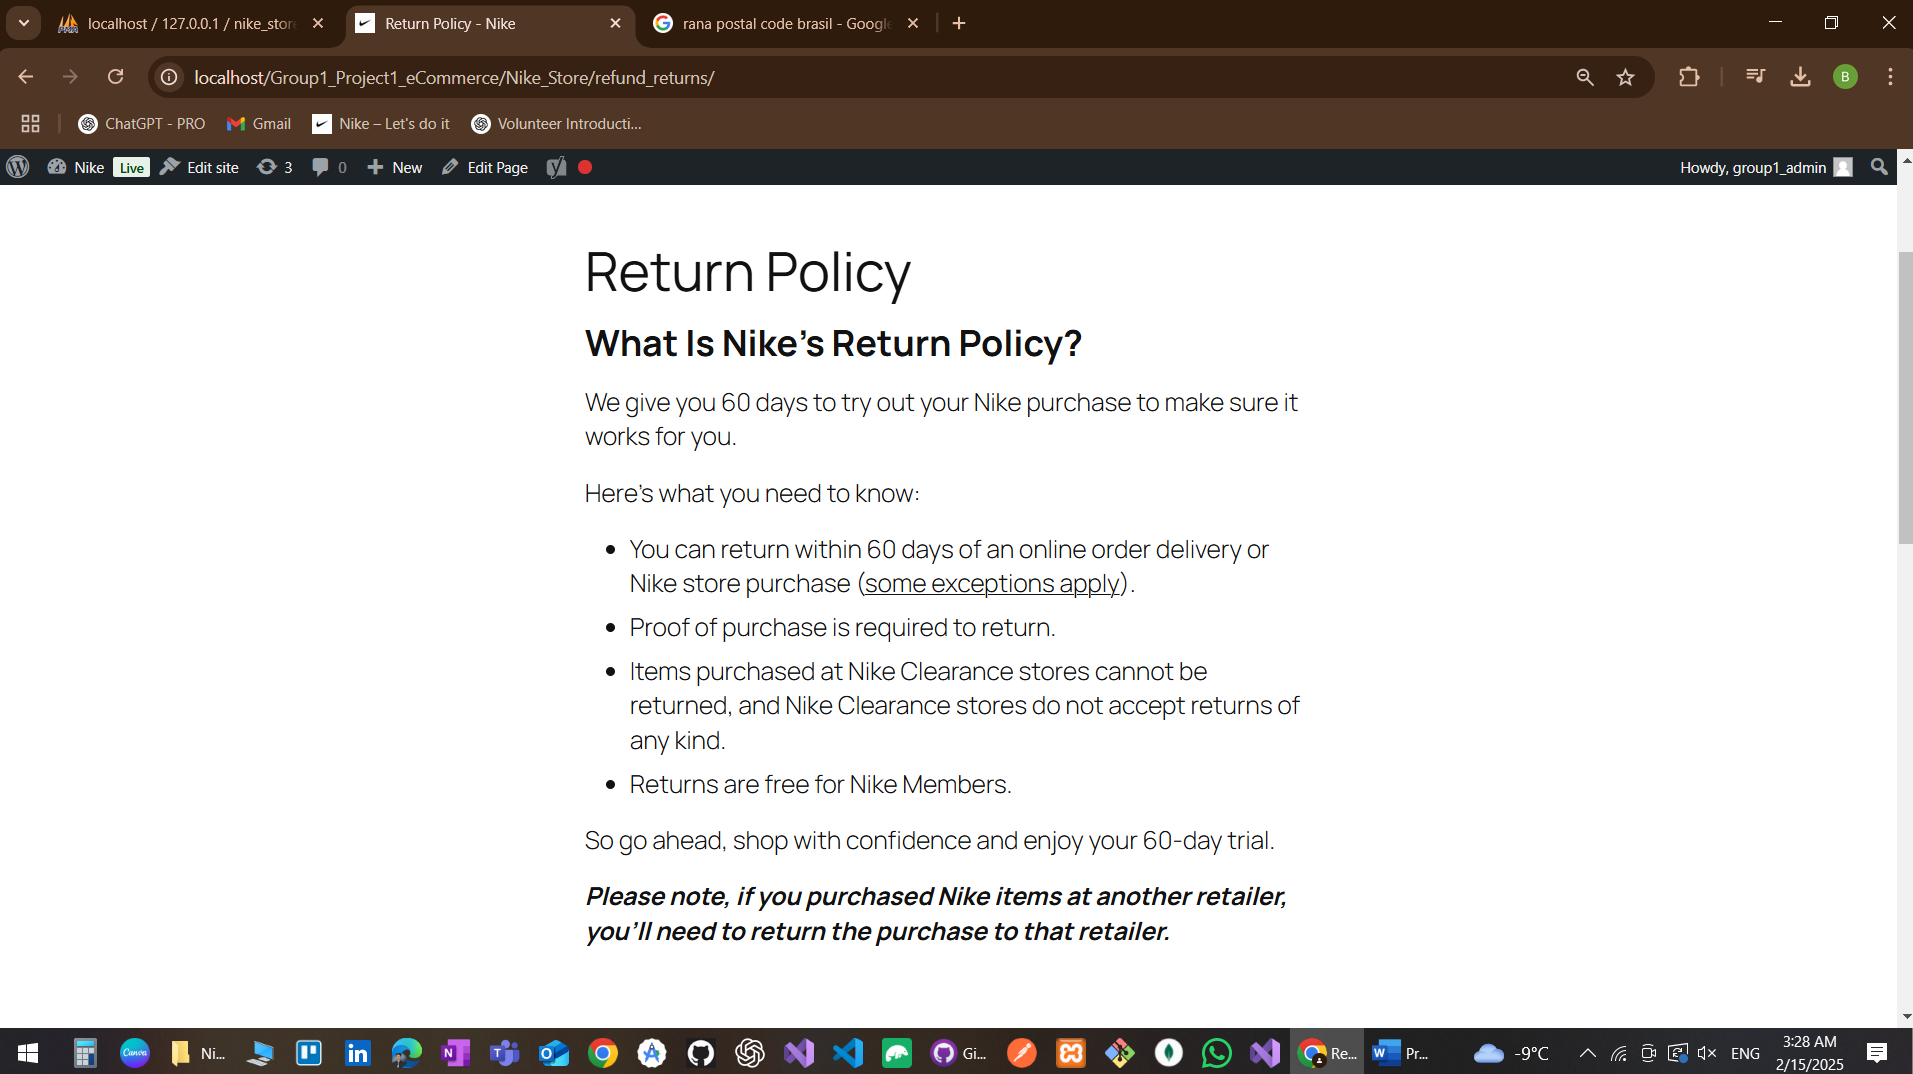 localhost / 127.0.0.1 / nike_stor
Return Policy - Nike
rana postal code brasil - Google
localhost/Group1_Project1_eCommerce/Nike_Store/refund_returns/
B
ChatGPT - PRO
Gmail
Nike – Let's do it
Volunteer Introducti...
Nike
Live
Edit site
3
0
New
Edit Page
Howdy, group1_admin
Return Policy
What Is Nike’s Return Policy?
We give you 60 days to try out your Nike purchase to make sure it
works for you.
Here’s what you need to know:
• You can return within 60 days of an online order delivery or
Nike store purchase (some exceptions apply).
• Proof of purchase is required to return.
• Items purchased at Nike Clearance stores cannot be
returned, and Nike Clearance stores do not accept returns of
any kind.
• Returns are free for Nike Members.
So go ahead, shop with confidence and enjoy your 60-day trial.
Please note, if you purchased Nike items at another retailer,
you’ll need to return the purchase to that retailer.
Canva
Ni...
Gi...
Re...
Pr...
-9°C
ENG
3:28 AM
2/15/2025